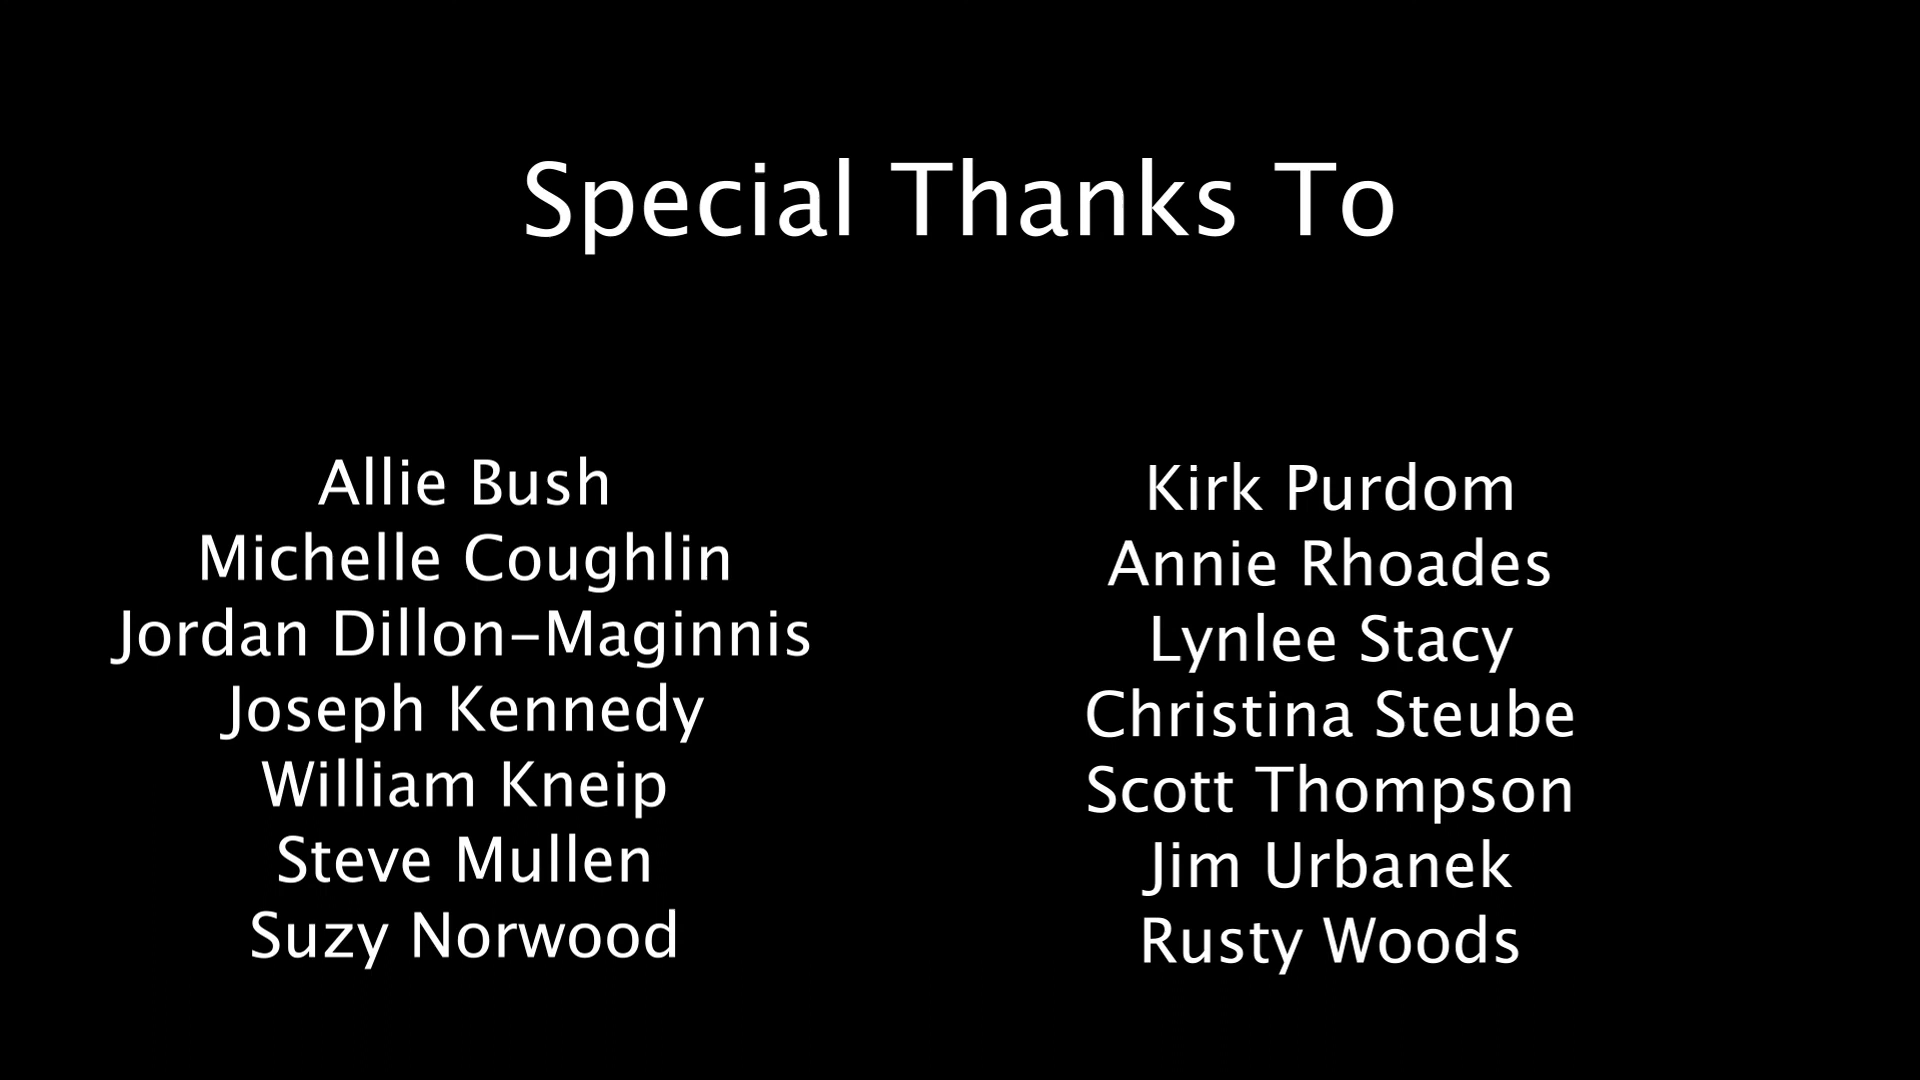 Special Thanks To
Allie Bush
Michelle Coughlin
Jordan Dillon-Maginnis
Joseph Kennedy
William Kneip
Steve Mullen
Suzy Norwood
Kirk Purdom
Annie Rhoades
Lynlee Stacy
Christina Steube
Scott Thompson
Jim Urbanek
Rusty Woods